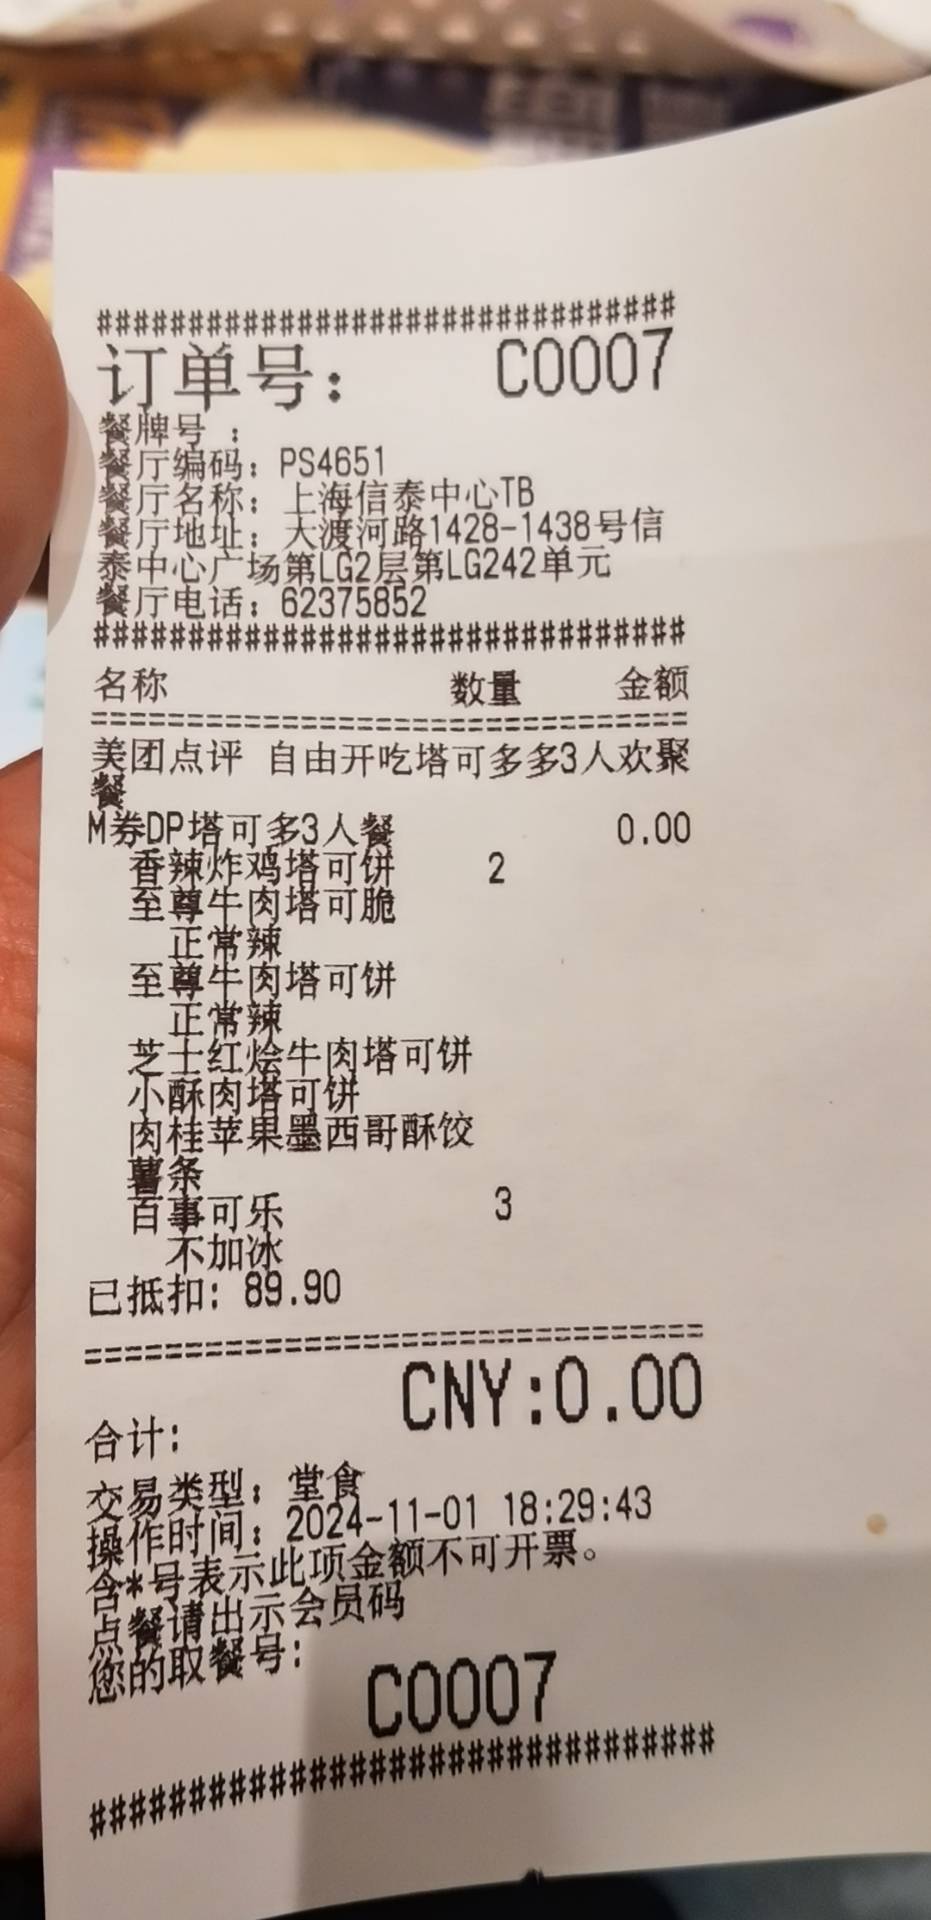 ################################
订单号： C0007
餐牌号 ：
餐厅编码：PS4651
餐厅名称：上海信泰中心TB
餐厅地址：大渡河路1428-1438号信
泰中心广场第LG2层第LG242单元
餐厅电话：62375852
################################
名称 数量 金额
================================
美团点评 自由开吃塔可多多3人欢聚
餐
M券DP塔可多3人餐 0.00
香辣炸鸡塔可饼 2
至尊牛肉塔可脆
正常辣
至尊牛肉塔可饼
正常辣
芝士红烩牛肉塔可饼
小酥肉塔可饼
肉桂苹果墨西哥酥饺
薯条
百事可乐 3
不加冰
已抵扣: 89.90
================================
合计: CNY:0.00
交易类型：堂食
操作时间：2024-11-01 18:29:43
含*号表示此项金额不可开票。
点餐请出示会员码
您的取餐号:
C0007
################################